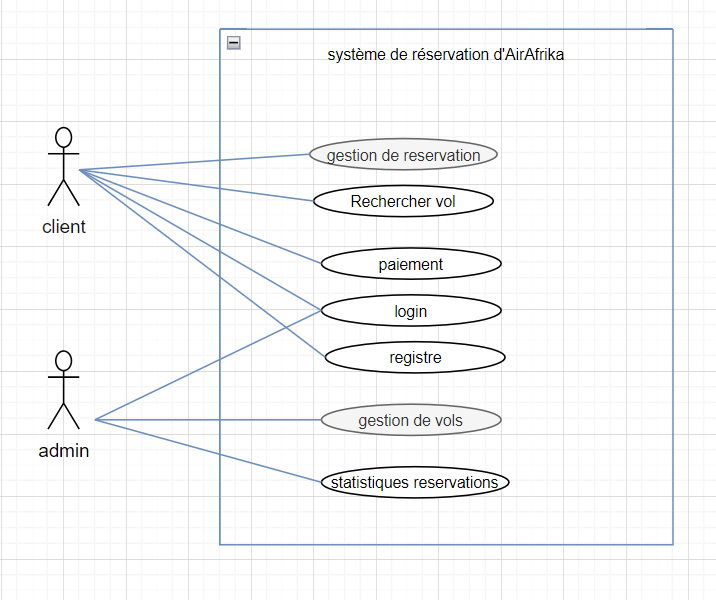 système de réservation d'AirAfrika
gestion de reservation
Rechercher vol
client
paiement
login
registre
gestion de vols
admin
statistiques reservations